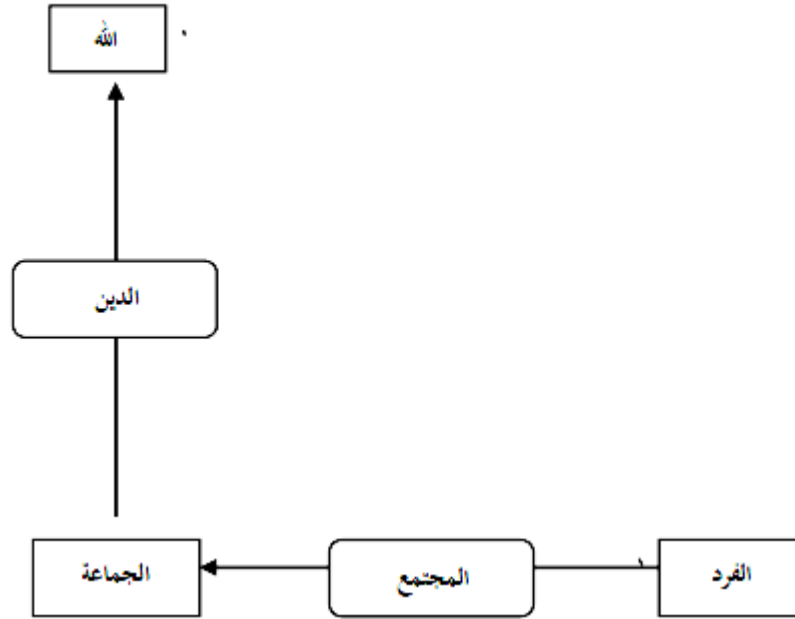 الله
الدين
الفرد
المجتمع
الجماعة